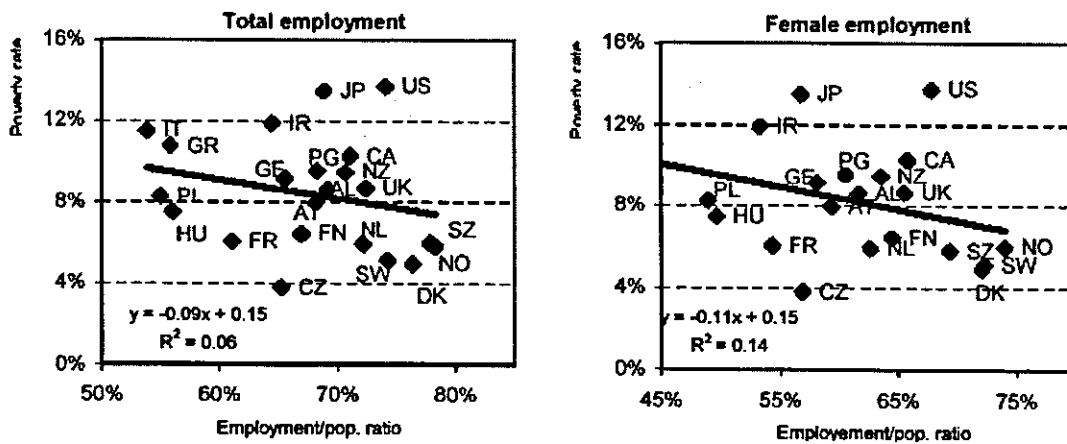 Total employment
Poverty rate
16%
12%
8%
4%
0%
JP
US
IR
IT
GR
GE
PG
CA
NZ
AL
UK
PL
AT
HU
FR
FN
NL
SZ
SW
NO
CZ
DK
y = -0.09x + 0.15
R² = 0.06
50%
60%
70%
80%
Employment/pop. ratio
Female employment
Poverty rate
16%
12%
8%
4%
0%
JP
US
IR
CA
PG
GE
NZ
PL
AL
UK
AT
HU
FR
NL
FN
SZ
NO
SW
CZ
DK
y = -0.11x + 0.15
R² = 0.14
45%
55%
65%
75%
Employement/pop. ratio